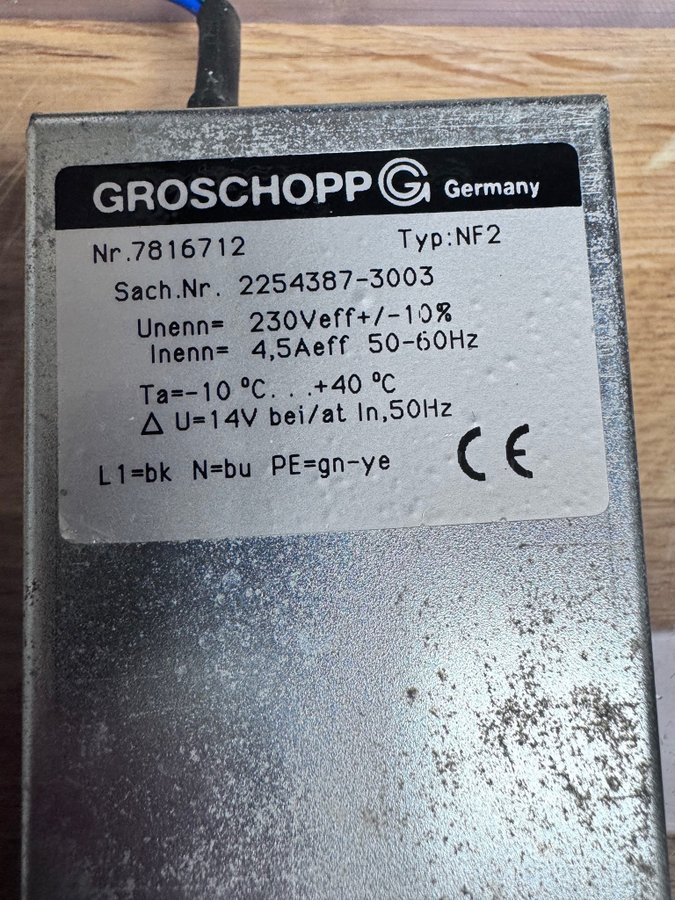 GROSCHOPP G Germany
Nr.7816712 Typ:NF2
Sach.Nr. 2254387-3003
Unenn= 230Veff+/-10%
Inenn= 4,5Aeff 50-60Hz
Ta=-10 °C...+40 °C
Δ U=14V bei/at In,50Hz
L1=bk N=bu PE=gn-ye CE